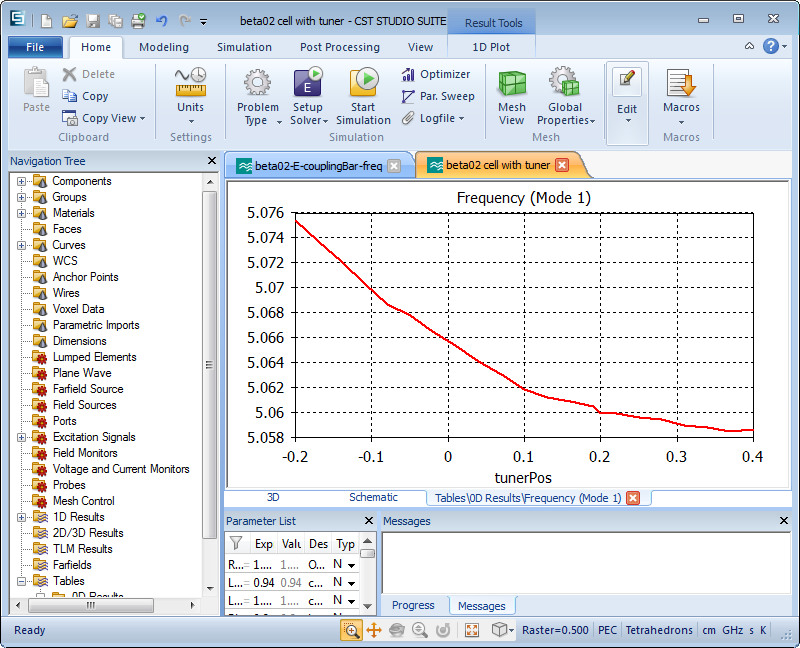 beta02 cell with tuner - CST STUDIO SUITE
Result Tools
File Home Modeling Simulation Post Processing View 1D Plot
Paste
Delete
Copy
Copy View
Clipboard
Units
Settings
Problem Type
Setup Solver
Start Simulation
Optimizer
Par. Sweep
Logfile
Simulation
Mesh View
Global Properties
Mesh
Edit
Macros
Macros
Navigation Tree
Components
Groups
Materials
Faces
Curves
WCS
Anchor Points
Wires
Voxel Data
Parametric Imports
Dimensions
Lumped Elements
Plane Wave
Farfield Source
Field Sources
Ports
Excitation Signals
Field Monitors
Voltage and Current Monitors
Probes
Mesh Control
1D Results
2D/3D Results
TLM Results
Farfields
Tables
0D Results
beta02-E-couplingBar-freq
beta02 cell with tuner
Frequency (Mode 1)
5.076
5.074
5.072
5.07
5.068
5.066
5.064
5.062
5.06
5.058
-0.2 -0.1 0 0.1 0.2 0.3 0.4
tunerPos
3D Schematic Tables\0D Results\Frequency (Mode 1)
Parameter List
Exp Valu Des Typ
R...= 1.... 1.... O... N
L...= 0.94 0.94 c... N
L...= 1.... 1.... c... N
Messages
Progress Messages
Ready
Raster=0.500 PEC Tetrahedrons cm GHz s K